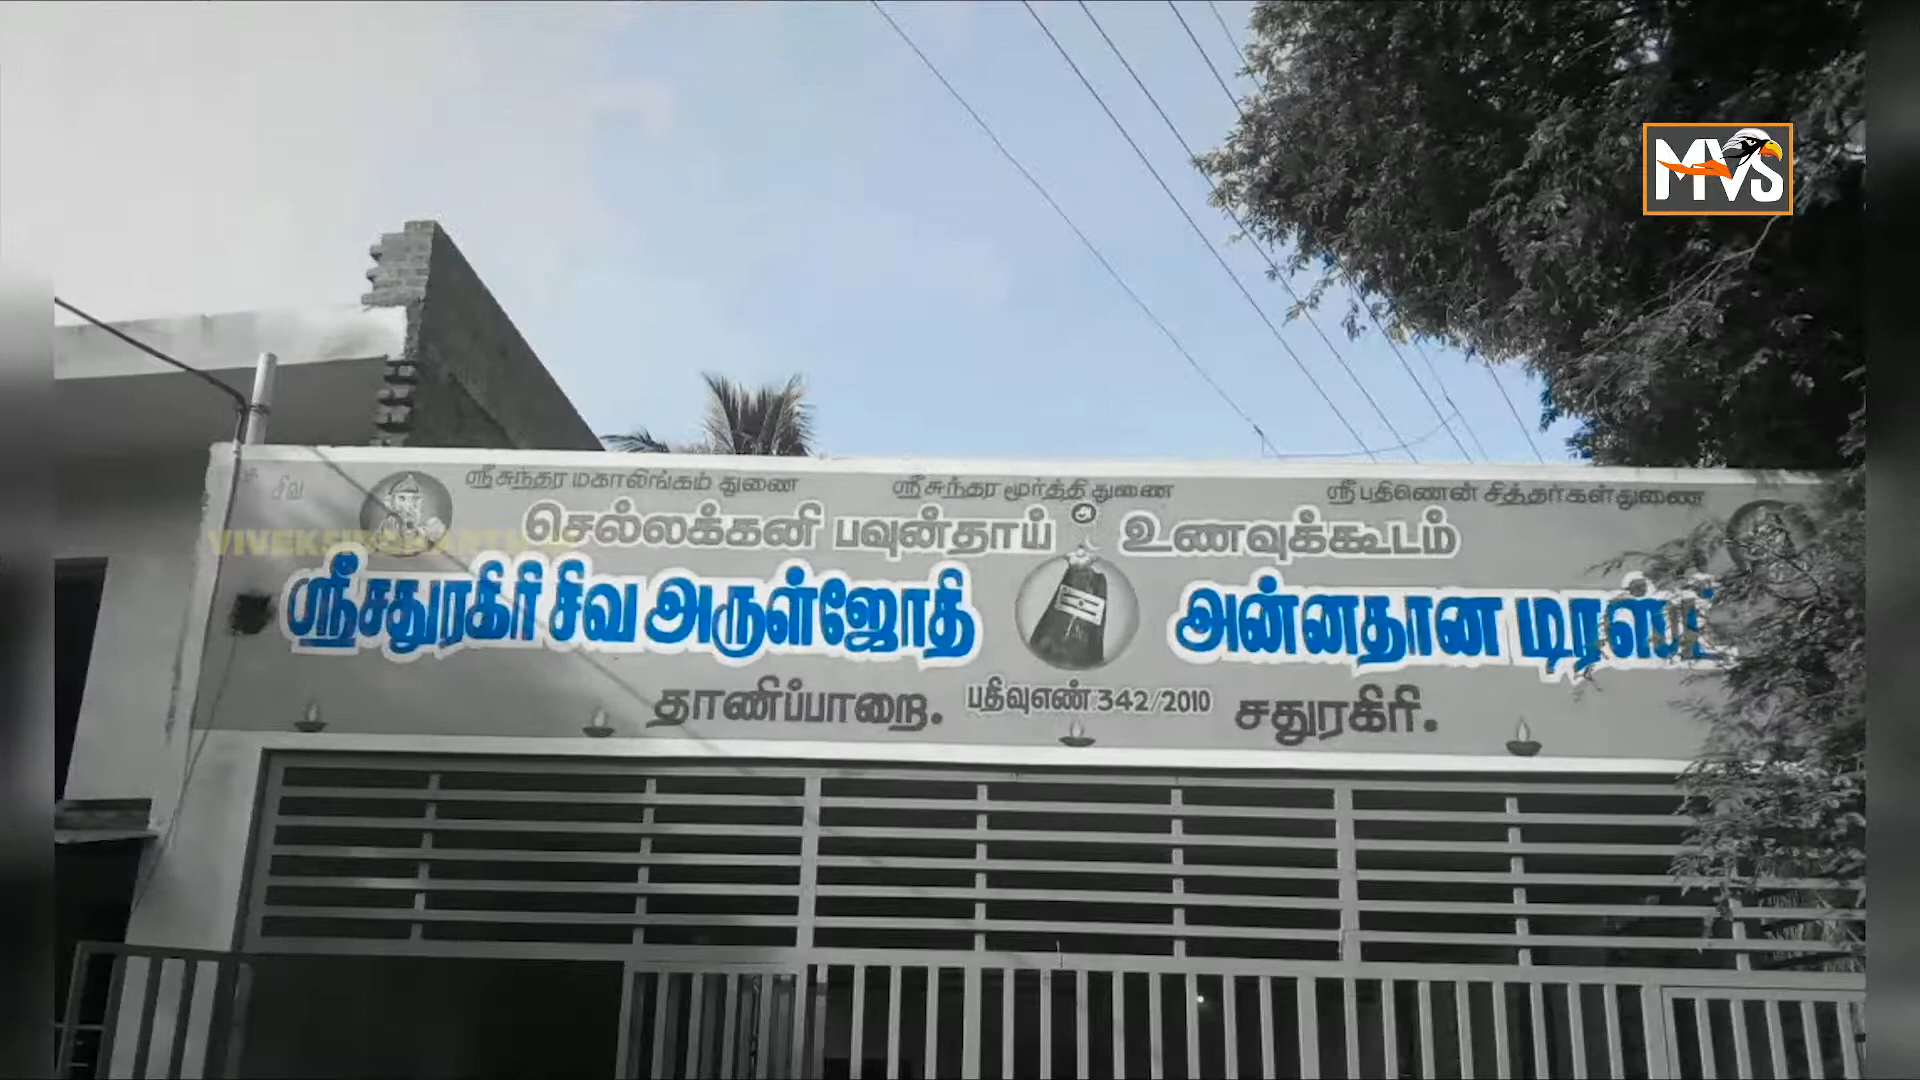 MVS
சிவ
ஸ்ரீசுந்தர மகாலிங்கம் துணை ஸ்ரீசுந்தர மூர்த்தி துணை ஸ்ரீபதிணென் சித்தர்கள் துணை
செல்லக்கனி பவுன்தாய் உணவுக்கூடம்
ஸ்ரீசதுரகிரி சிவ அருள்ஜோதி அன்னதான டிரஸ்ட்
தாணிப்பாறை. பதிவுஎண் 342/2010 சதுரகிரி.